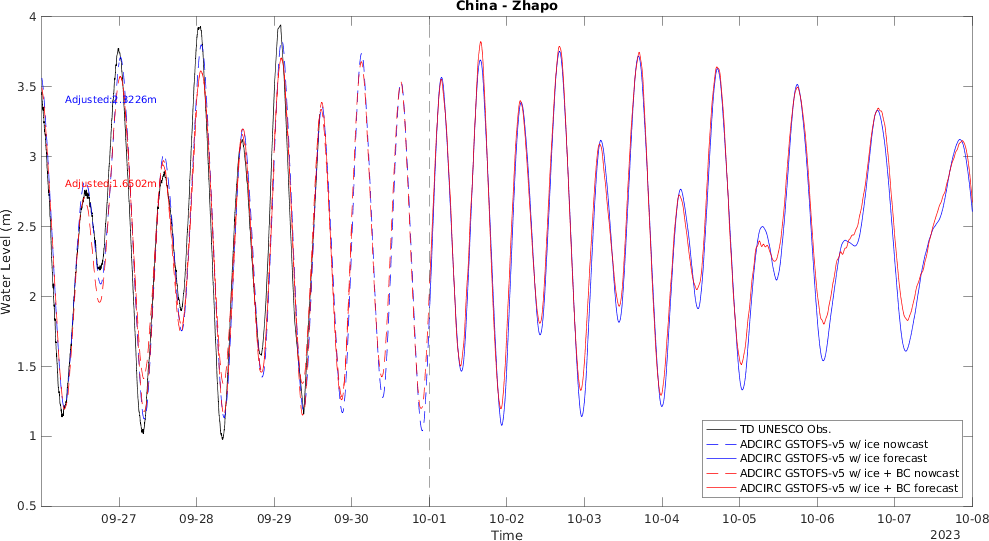 China - Zhapo
4
3.5
3
2.5
2
1.5
1
0.5
Water Level (m)
Adjusted:2.3226m
Adjusted:1.6502m
TD UNESCO Obs.
ADCIRC GSTOFS-v5 w/ ice nowcast
ADCIRC GSTOFS-v5 w/ ice forecast
ADCIRC GSTOFS-v5 w/ ice + BC nowcast
ADCIRC GSTOFS-v5 w/ ice + BC forecast
09-27 09-28 09-29 09-30 10-01 10-02 10-03 10-04 10-05 10-06 10-07 10-08
Time
2023